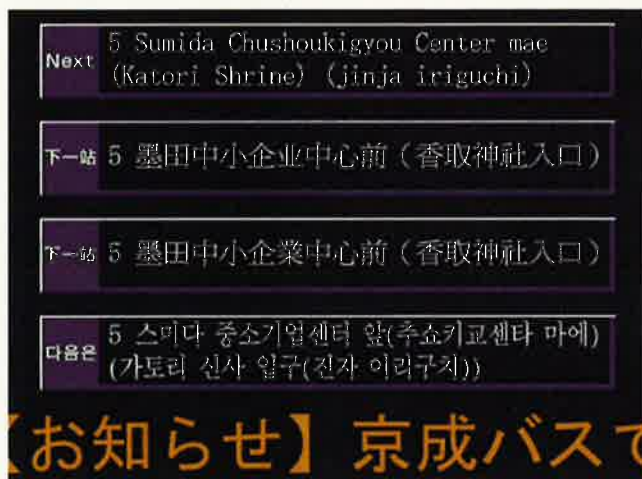 Next
5 Sumida Chushoukigyou Center mae
(Katori Shrine) (jinja iriguchi)
下一站
5 墨田中小企业中心前（香取神社入口）
下一站
5 墨田中小企業中心前（香取神社入口）
다음은
5 스미다 중소기업센터 앞(추쇼키교센타 마에)
(가토리 신사 입구(진자 이리구치))
【お知らせ】京成バスで